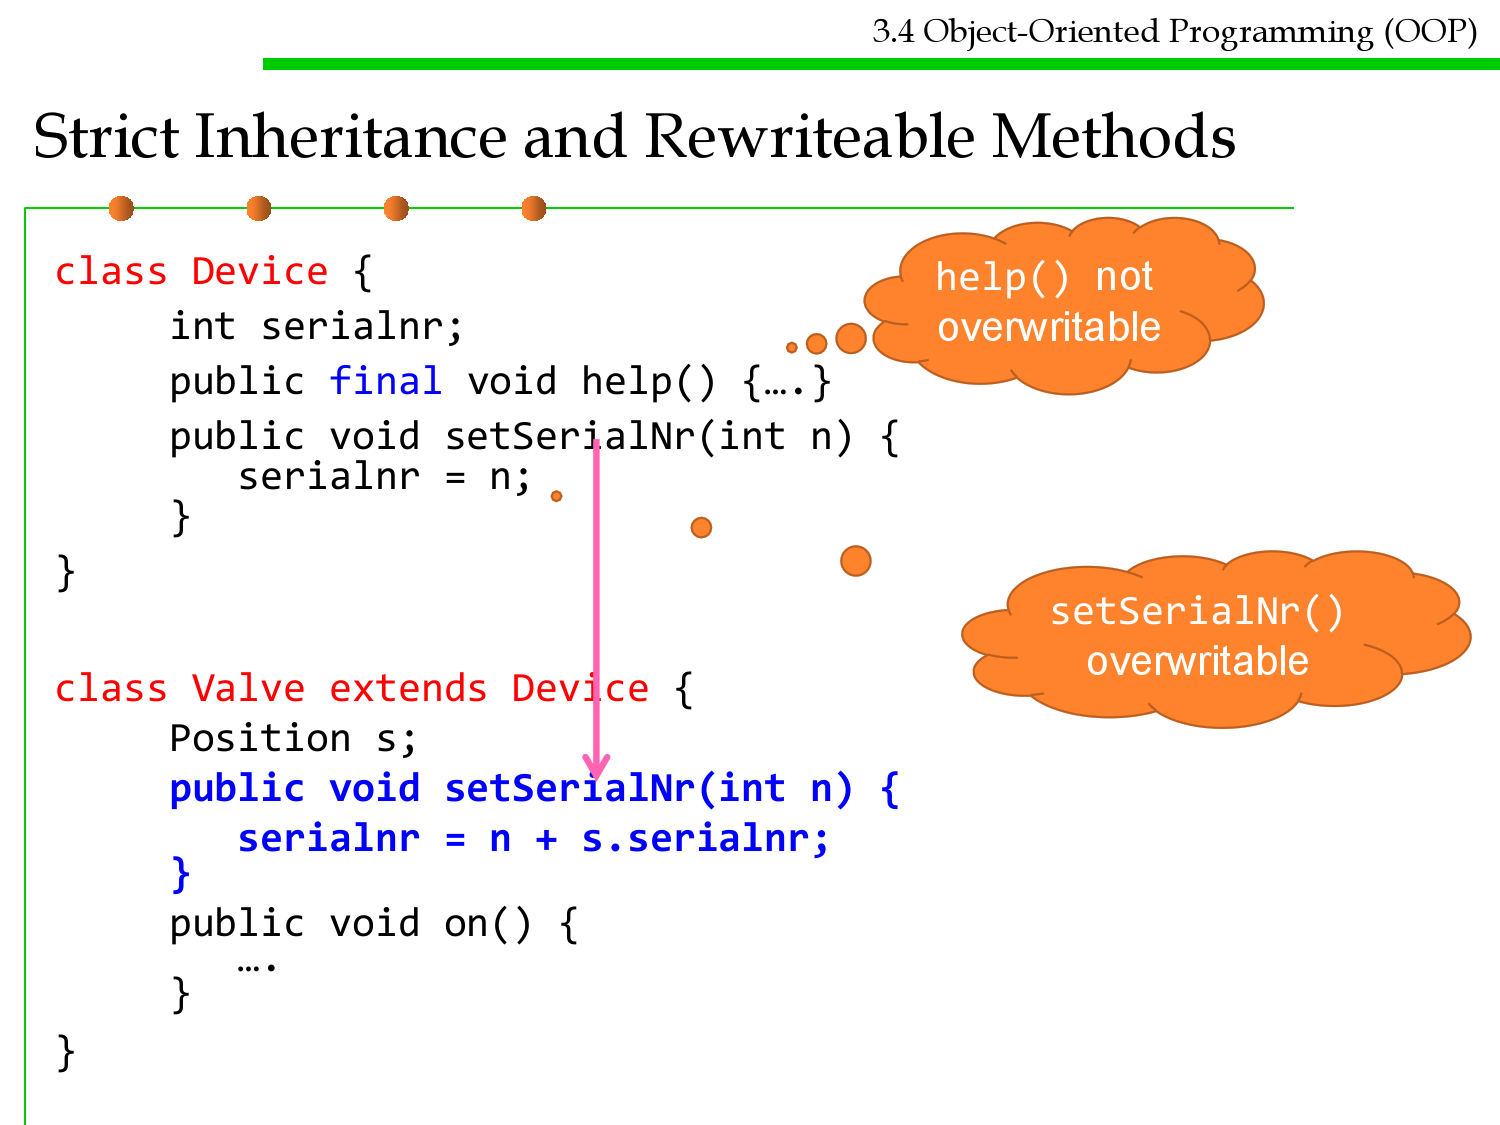 3.4 Object-Oriented Programming (OOP)
Strict Inheritance and Rewriteable Methods
class Device {
int serialnr;
public final void help() {….}
public void setSerialNr(int n) {
serialnr = n;
}
}
help() not
overwritable
setSerialNr()
overwritable
class Valve extends Device {
Position s;
public void setSerialNr(int n) {
serialnr = n + s.serialnr;
}
public void on() {
….
}
}